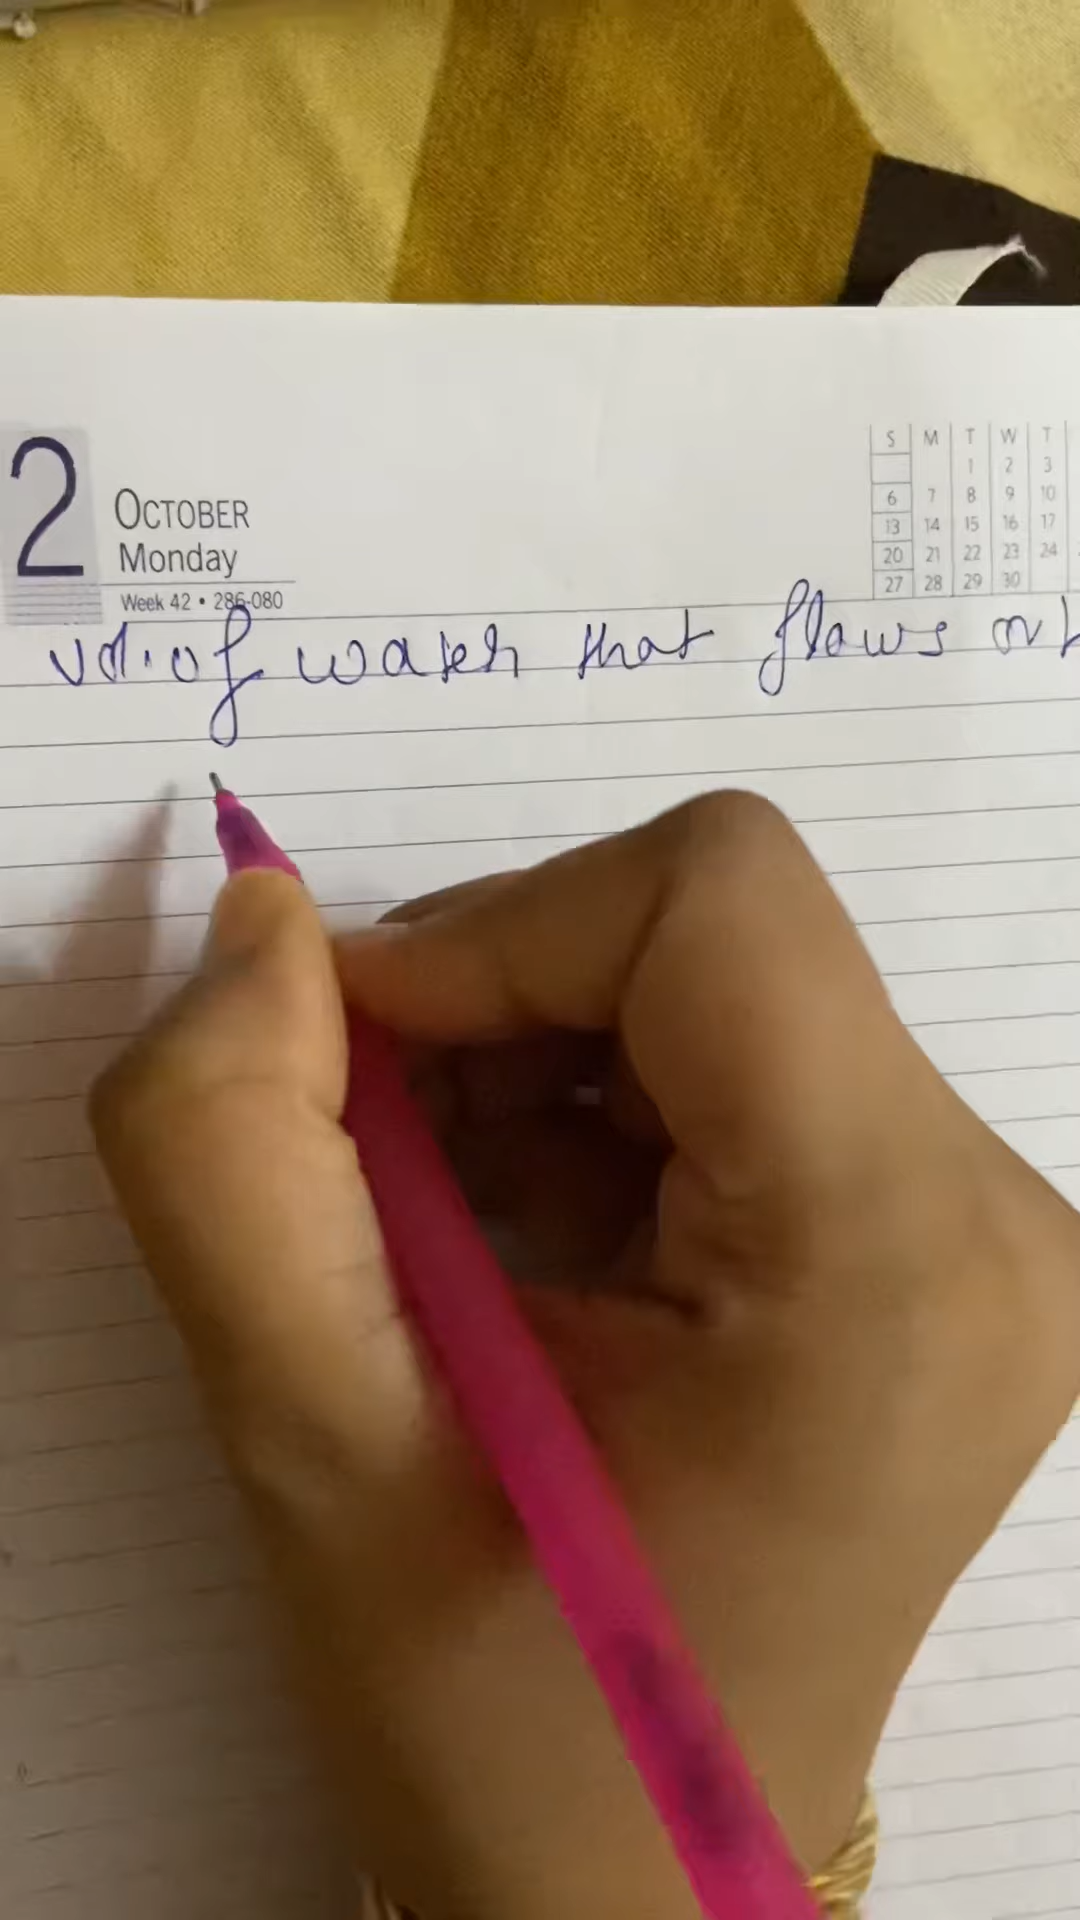 2
OCTOBER
Monday
Week 42 • 286-080
S M T W T
1 2 3
6 7 8 9 10
13 14 15 16 17
20 21 22 23 24
27 28 29 30
vol. of water that flows